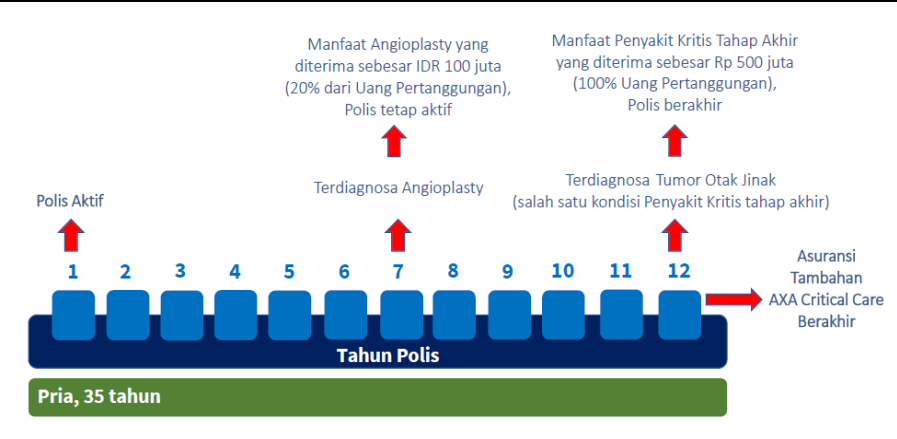 Manfaat Angioplasty yang
diterima sebesar IDR 100 juta
(20% dari Uang Pertanggungan),
Polis tetap aktif
Manfaat Penyakit Kritis Tahap Akhir
yang diterima sebesar Rp 500 juta
(100% Uang Pertanggungan),
Polis berakhir
Polis Aktif
Terdiagnosa Angioplasty
Terdiagnosa Tumor Otak Jinak
(salah satu kondisi Penyakit Kritis tahap akhir)
1 2 3 4 5 6 7 8 9 10 11 12
Asuransi
Tambahan
AXA Critical Care
Berakhir
Tahun Polis
Pria, 35 tahun